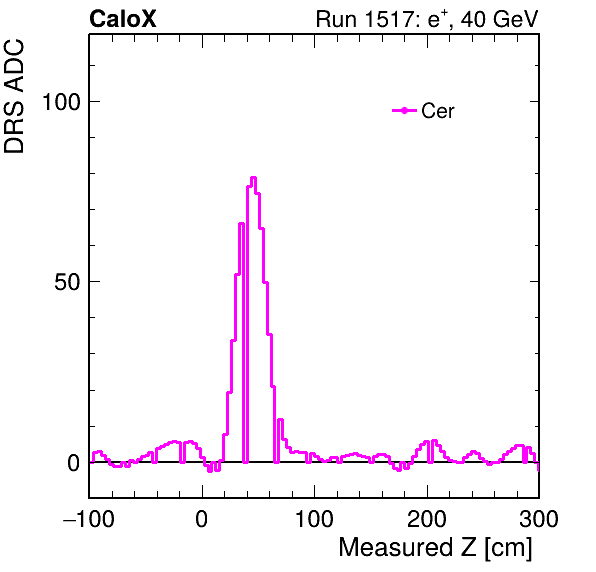 CaloX Run 1517: e⁺, 40 GeV
DRS ADC
Cer
100
50
0
−100 0 100 200 300
Measured Z [cm]